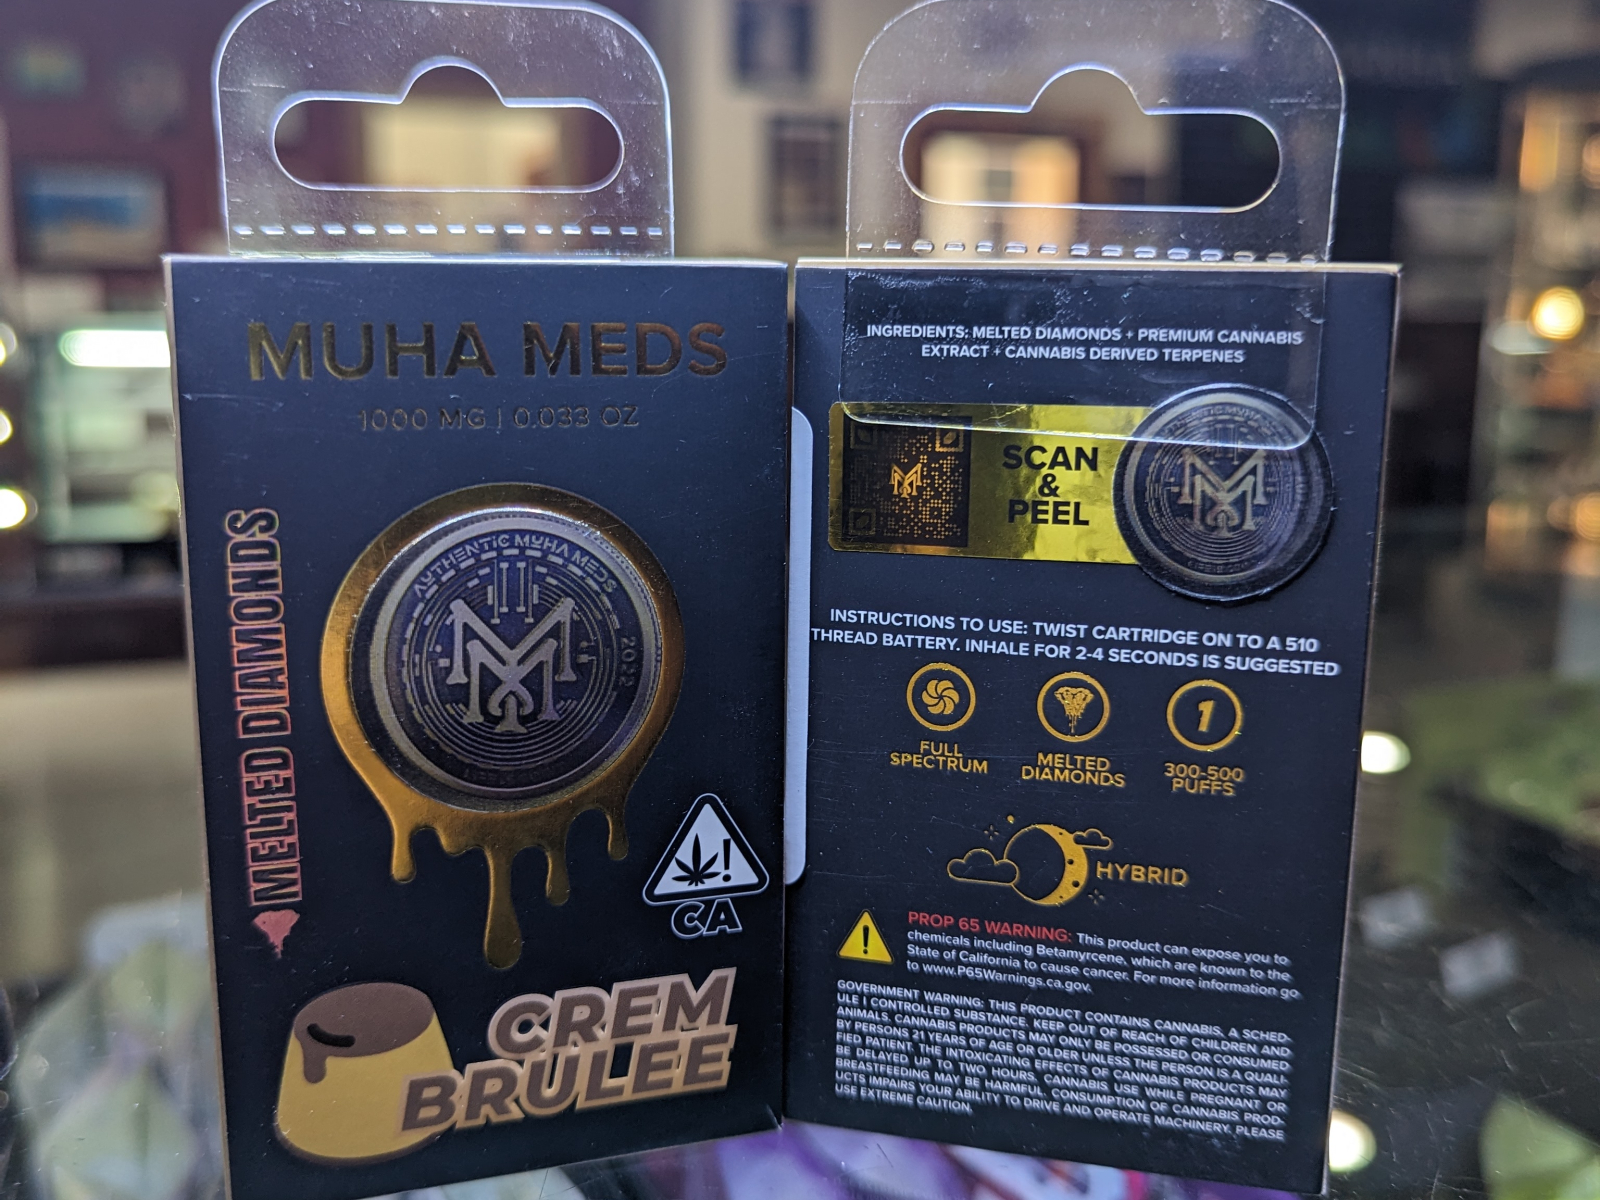 MUHA MEDS
1000 MG | 0.033 OZ
MELTED DIAMONDS
AUTHENTIC MUHA MEDS
2022
M
CA
CREM
BRULEE
INGREDIENTS: MELTED DIAMONDS + PREMIUM CANNABIS
EXTRACT + CANNABIS DERIVED TERPENES
M
SCAN
&
PEEL
AUTHENTIC MUHA MEDS
M
INSTRUCTIONS TO USE: TWIST CARTRIDGE ON TO A 510
THREAD BATTERY. INHALE FOR 2-4 SECONDS IS SUGGESTED
1
FULL
SPECTRUM
MELTED
DIAMONDS
300-500
PUFFS
HYBRID
PROP 65 WARNING: This product can expose you to
chemicals including Betamyrcene, which are known to the
State of California to cause cancer. For more information go
to www.P65Warnings.ca.gov.
GOVERNMENT WARNING: THIS PRODUCT CONTAINS CANNABIS, A SCHED-
ULE I CONTROLLED SUBSTANCE. KEEP OUT OF REACH OF CHILDREN AND
ANIMALS. CANNABIS PRODUCTS MAY ONLY BE POSSESSED OR CONSUMED
BY PERSONS 21 YEARS OF AGE OR OLDER UNLESS THE PERSON IS A QUALI-
FIED PATIENT. THE INTOXICATING EFFECTS OF CANNABIS PRODUCTS MAY
BE DELAYED UP TO TWO HOURS. CANNABIS USE WHILE PREGNANT OR
BREASTFEEDING MAY BE HARMFUL. CONSUMPTION OF CANNABIS PROD-
UCTS IMPAIRS YOUR ABILITY TO DRIVE AND OPERATE MACHINERY. PLEASE
USE EXTREME CAUTION.